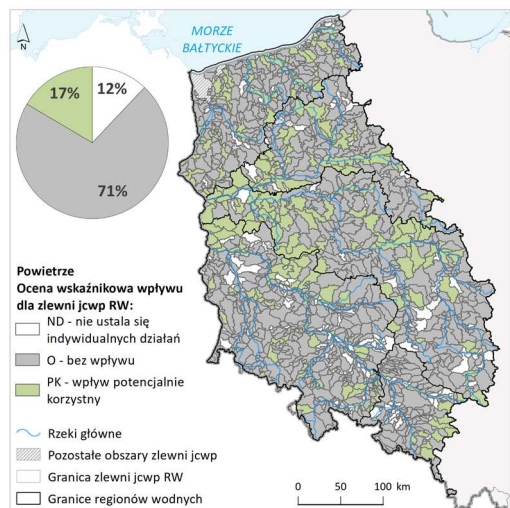 MORZE
BAŁTYCKIE
N
17%
12%
71%
Powietrze
Ocena wskaźnikowa wpływu
dla zlewni jcwp RW:
ND - nie ustala się
indywidualnych działań
O - bez wpływu
PK - wpływ potencjalnie
korzystny
Rzeki główne
Pozostałe obszary zlewni jcwp
Granica zlewni jcwp RW
Granice regionów wodnych
0 50 100 km